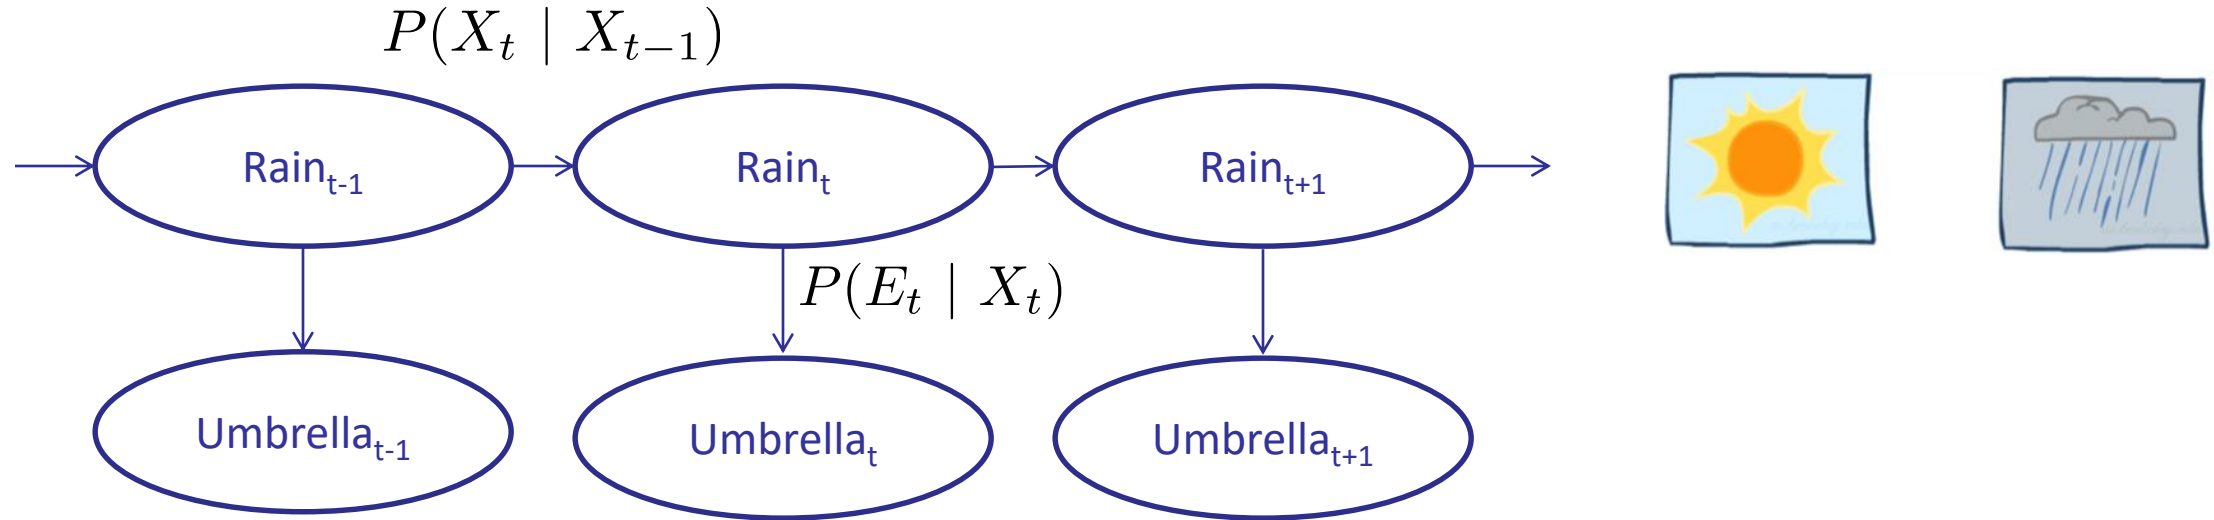 P(X_t | X_{t-1})
Rain_{t-1} Rain_t Rain_{t+1}
P(E_t | X_t)
Umbrella_{t-1} Umbrella_t Umbrella_{t+1}